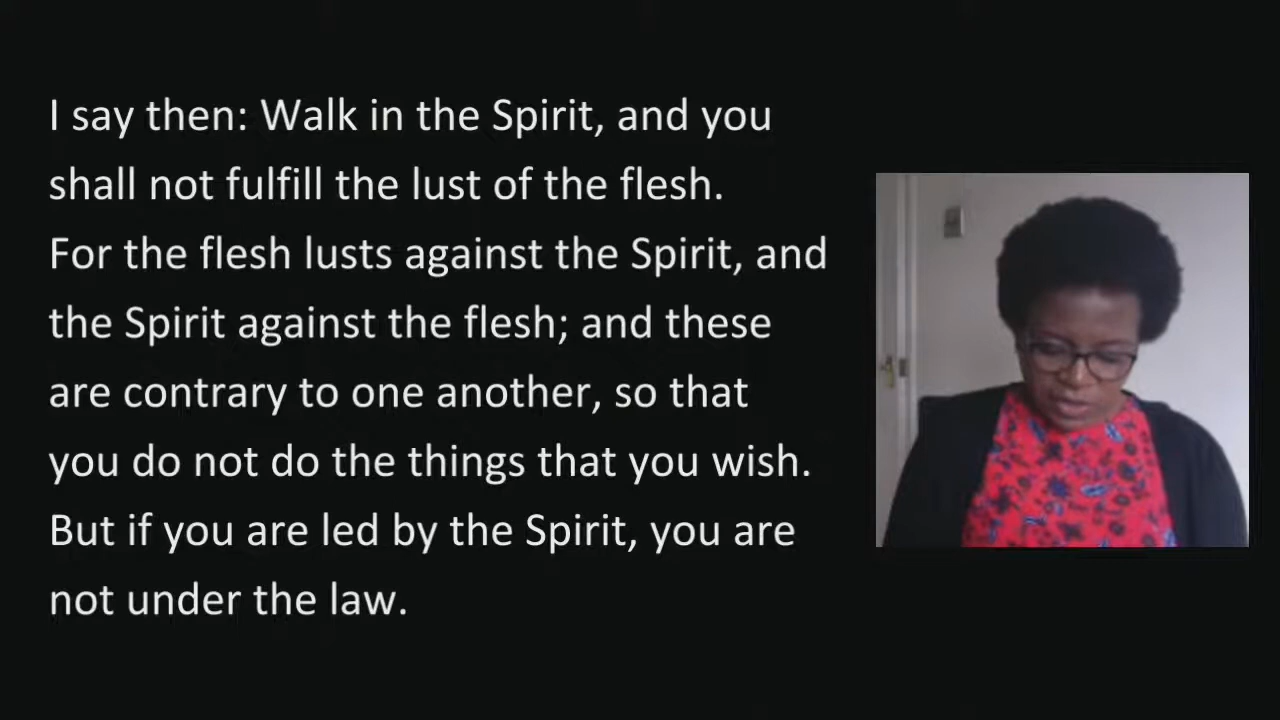 I say then: Walk in the Spirit, and you
shall not fulfill the lust of the flesh.
For the flesh lusts against the Spirit, and
the Spirit against the flesh; and these
are contrary to one another, so that
you do not do the things that you wish.
But if you are led by the Spirit, you are
not under the law.